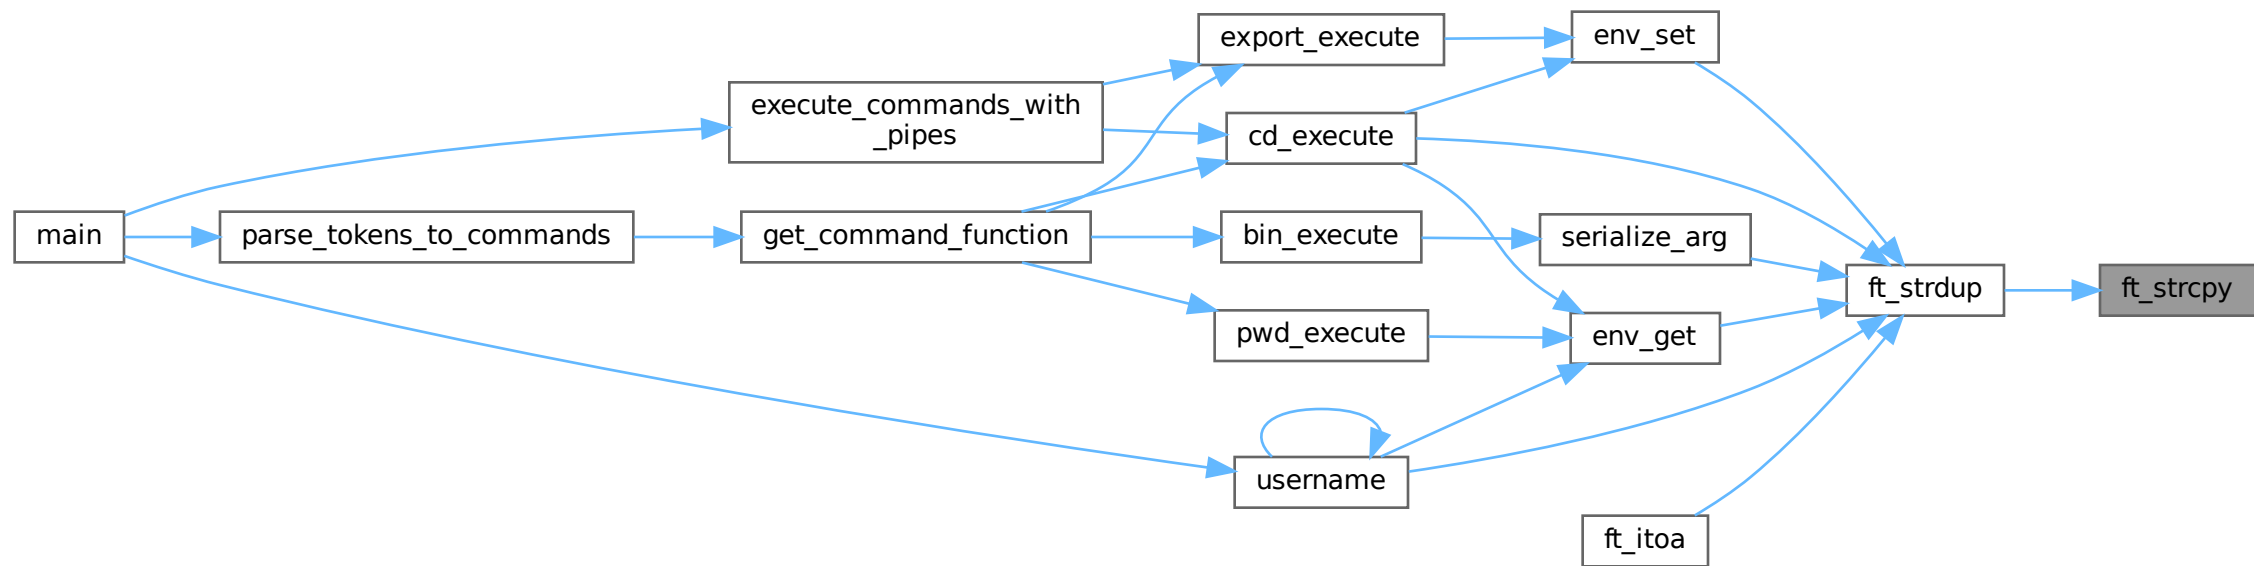 main
execute_commands_with
_pipes
parse_tokens_to_commands
get_command_function
export_execute
cd_execute
bin_execute
pwd_execute
username
env_set
serialize_arg
env_get
ft_itoa
ft_strdup
ft_strcpy